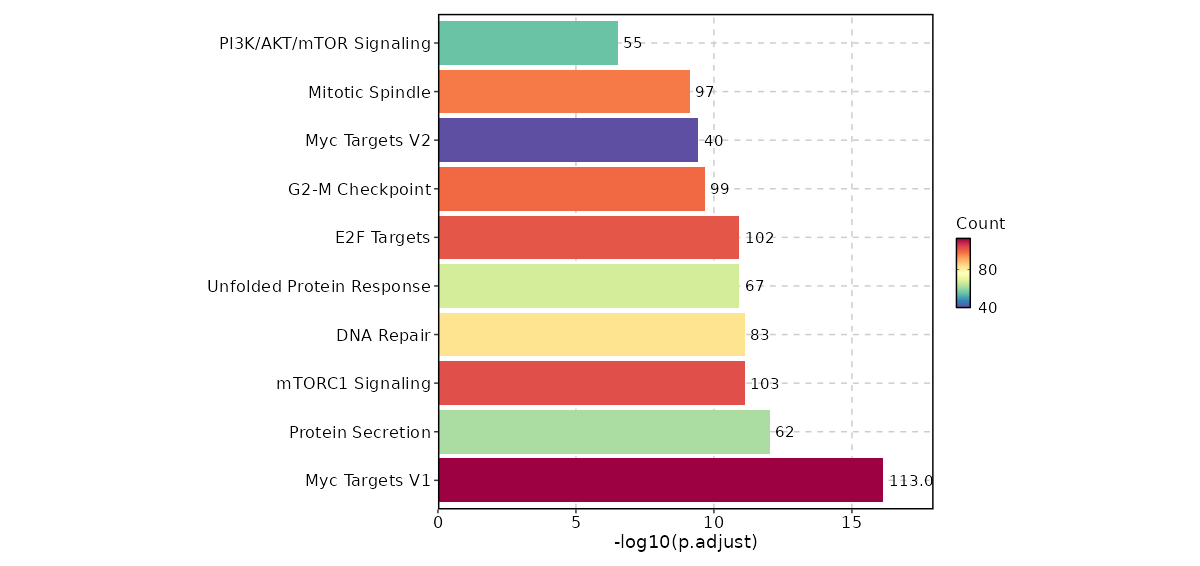 PI3K/AKT/mTOR Signaling 55
Mitotic Spindle 97
Myc Targets V2 40
G2-M Checkpoint 99
E2F Targets 102
Count
Unfolded Protein Response 67
80
40
DNA Repair 83
mTORC1 Signaling 103
Protein Secretion 62
Myc Targets V1 113.0
0 5 10 15
-log10(p.adjust)